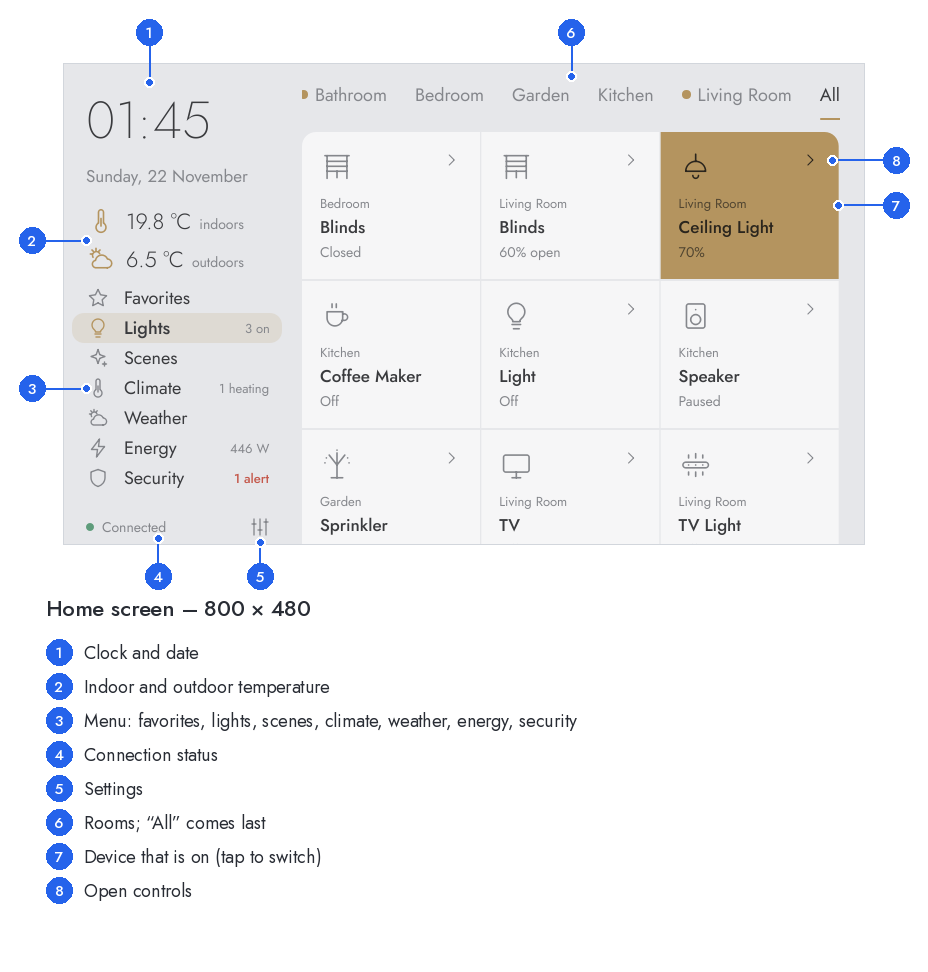 1
6
01:45
Sunday, 22 November
2
19.8 °C indoors
6.5 °C outdoors
Favorites
Lights 3 on
Scenes
3
Climate 1 heating
Weather
Energy 446 W
Security 1 alert
Connected
4
5
Bathroom Bedroom Garden Kitchen Living Room All
8
7
Bedroom
Blinds
Closed
Living Room
Blinds
60% open
Living Room
Ceiling Light
70%
Kitchen
Coffee Maker
Off
Kitchen
Light
Off
Kitchen
Speaker
Paused
Garden
Sprinkler
Living Room
TV
Living Room
TV Light
Home screen – 800 × 480
1 Clock and date
2 Indoor and outdoor temperature
3 Menu: favorites, lights, scenes, climate, weather, energy, security
4 Connection status
5 Settings
6 Rooms; “All” comes last
7 Device that is on (tap to switch)
8 Open controls